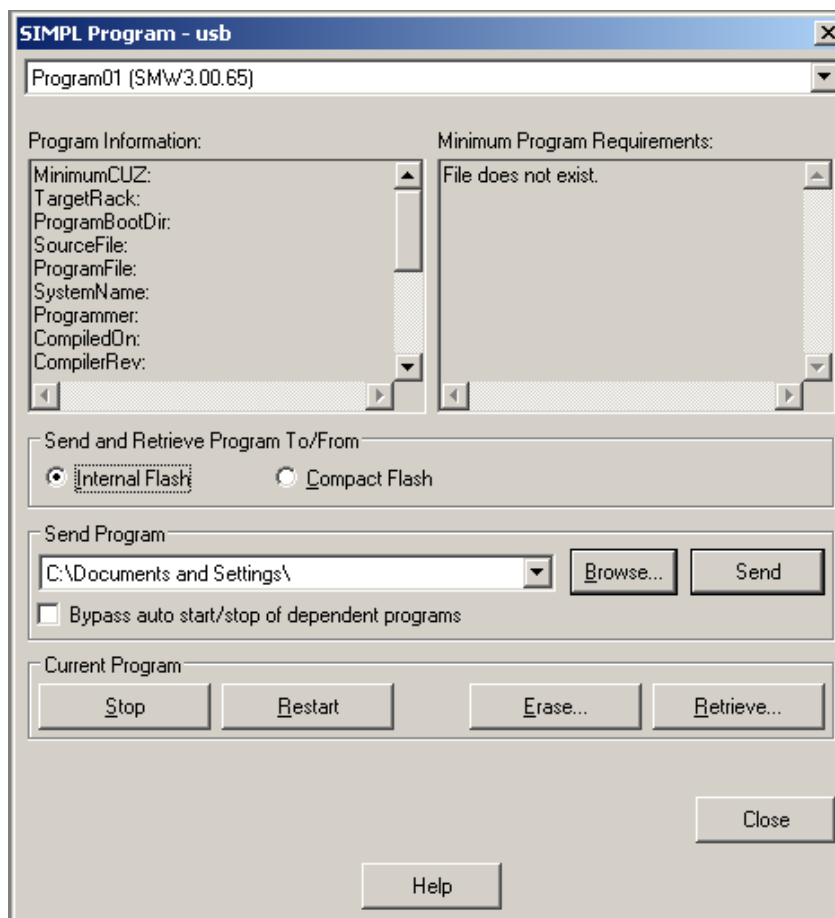 SIMPL Program - usb
Program01 (SMW3.00.65)
Program Information:
Minimum Program Requirements:
MinimumCUZ:
TargetRack:
ProgramBootDir:
SourceFile:
ProgramFile:
SystemName:
Programmer:
CompiledOn:
CompilerRev:
File does not exist.
Send and Retrieve Program To/From
Internal Flash
Compact Flash
Send Program
C:\Documents and Settings\
Browse...
Send
Bypass auto start/stop of dependent programs
Current Program
Stop
Restart
Erase...
Retrieve...
Close
Help